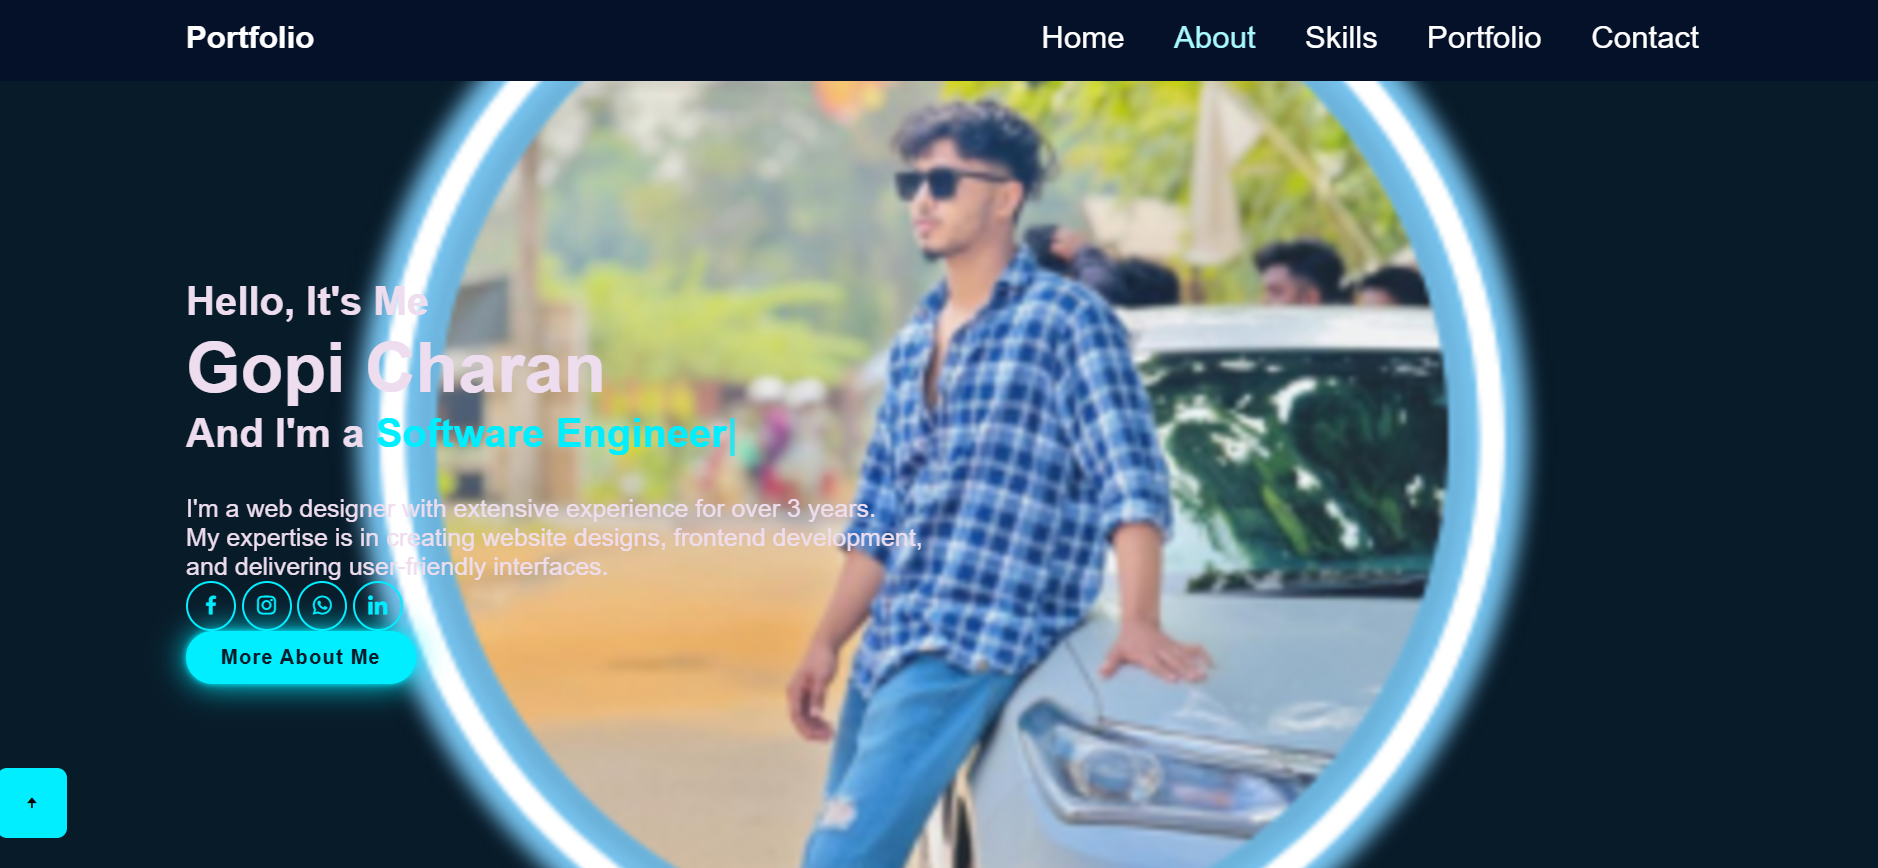 Portfolio
Home About Skills Portfolio Contact
Hello, It's Me
Gopi Charan
And I'm a Software Engineer|
I'm a web designer with extensive experience for over 3 years.
My expertise is in creating website designs, frontend development,
and delivering user-friendly interfaces.
More About Me